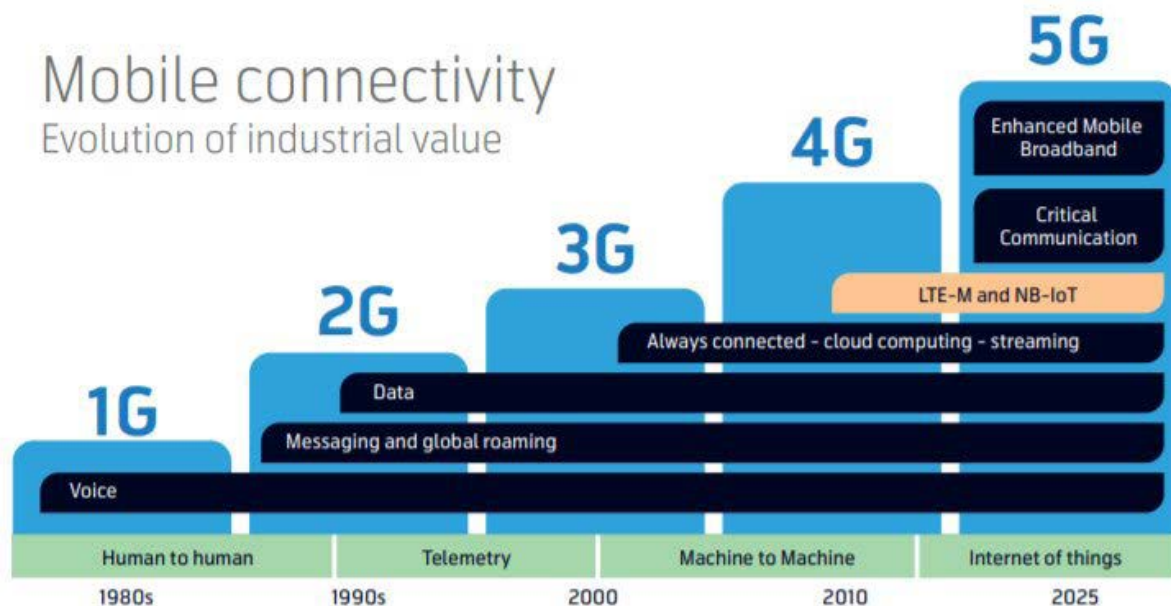 Mobile connectivity
Evolution of industrial value
5G
Enhanced Mobile
Broadband
4G
Critical
Communication
3G
LTE-M and NB-IoT
2G
Always connected - cloud computing - streaming
1G
Data
Messaging and global roaming
Voice
Human to human
Telemetry
Machine to Machine
Internet of things
1980s
1990s
2000
2010
2025